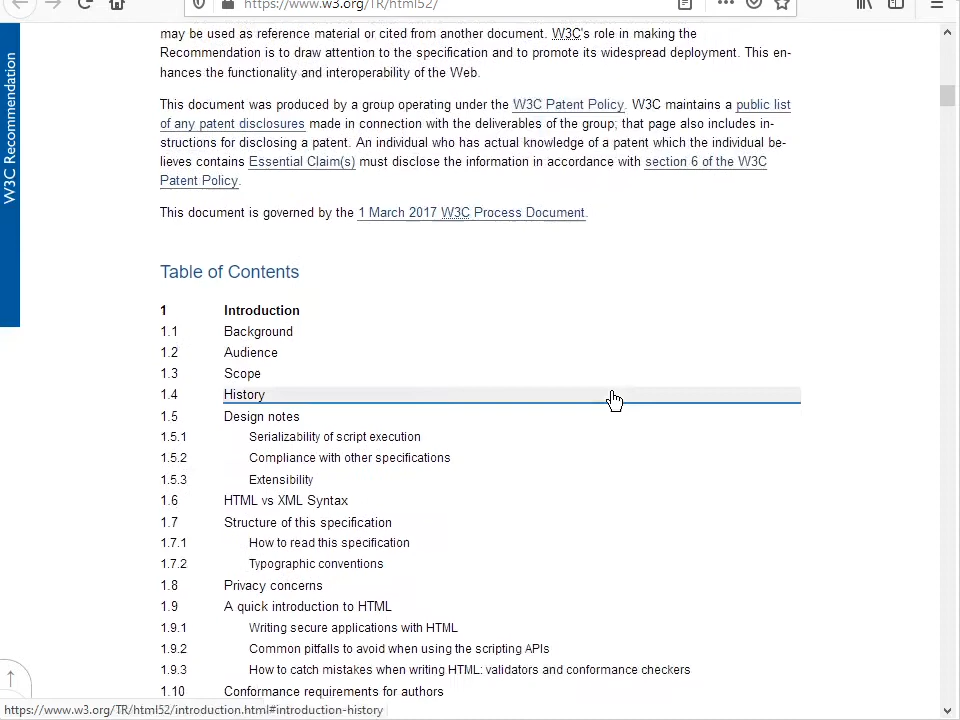 https://www.w3.org/TR/html52/
W3C Recommendation
may be used as reference material or cited from another document. W3C's role in making the
Recommendation is to draw attention to the specification and to promote its widespread deployment. This en-
hances the functionality and interoperability of the Web.
This document was produced by a group operating under the W3C Patent Policy. W3C maintains a public list
of any patent disclosures made in connection with the deliverables of the group; that page also includes in-
structions for disclosing a patent. An individual who has actual knowledge of a patent which the individual be-
lieves contains Essential Claim(s) must disclose the information in accordance with section 6 of the W3C
Patent Policy.
This document is governed by the 1 March 2017 W3C Process Document.
Table of Contents
1 Introduction
1.1 Background
1.2 Audience
1.3 Scope
1.4 History
1.5 Design notes
1.5.1 Serializability of script execution
1.5.2 Compliance with other specifications
1.5.3 Extensibility
1.6 HTML vs XML Syntax
1.7 Structure of this specification
1.7.1 How to read this specification
1.7.2 Typographic conventions
1.8 Privacy concerns
1.9 A quick introduction to HTML
1.9.1 Writing secure applications with HTML
1.9.2 Common pitfalls to avoid when using the scripting APIs
1.9.3 How to catch mistakes when writing HTML: validators and conformance checkers
1.10 Conformance requirements for authors
https://www.w3.org/TR/html52/introduction.html#introduction-history